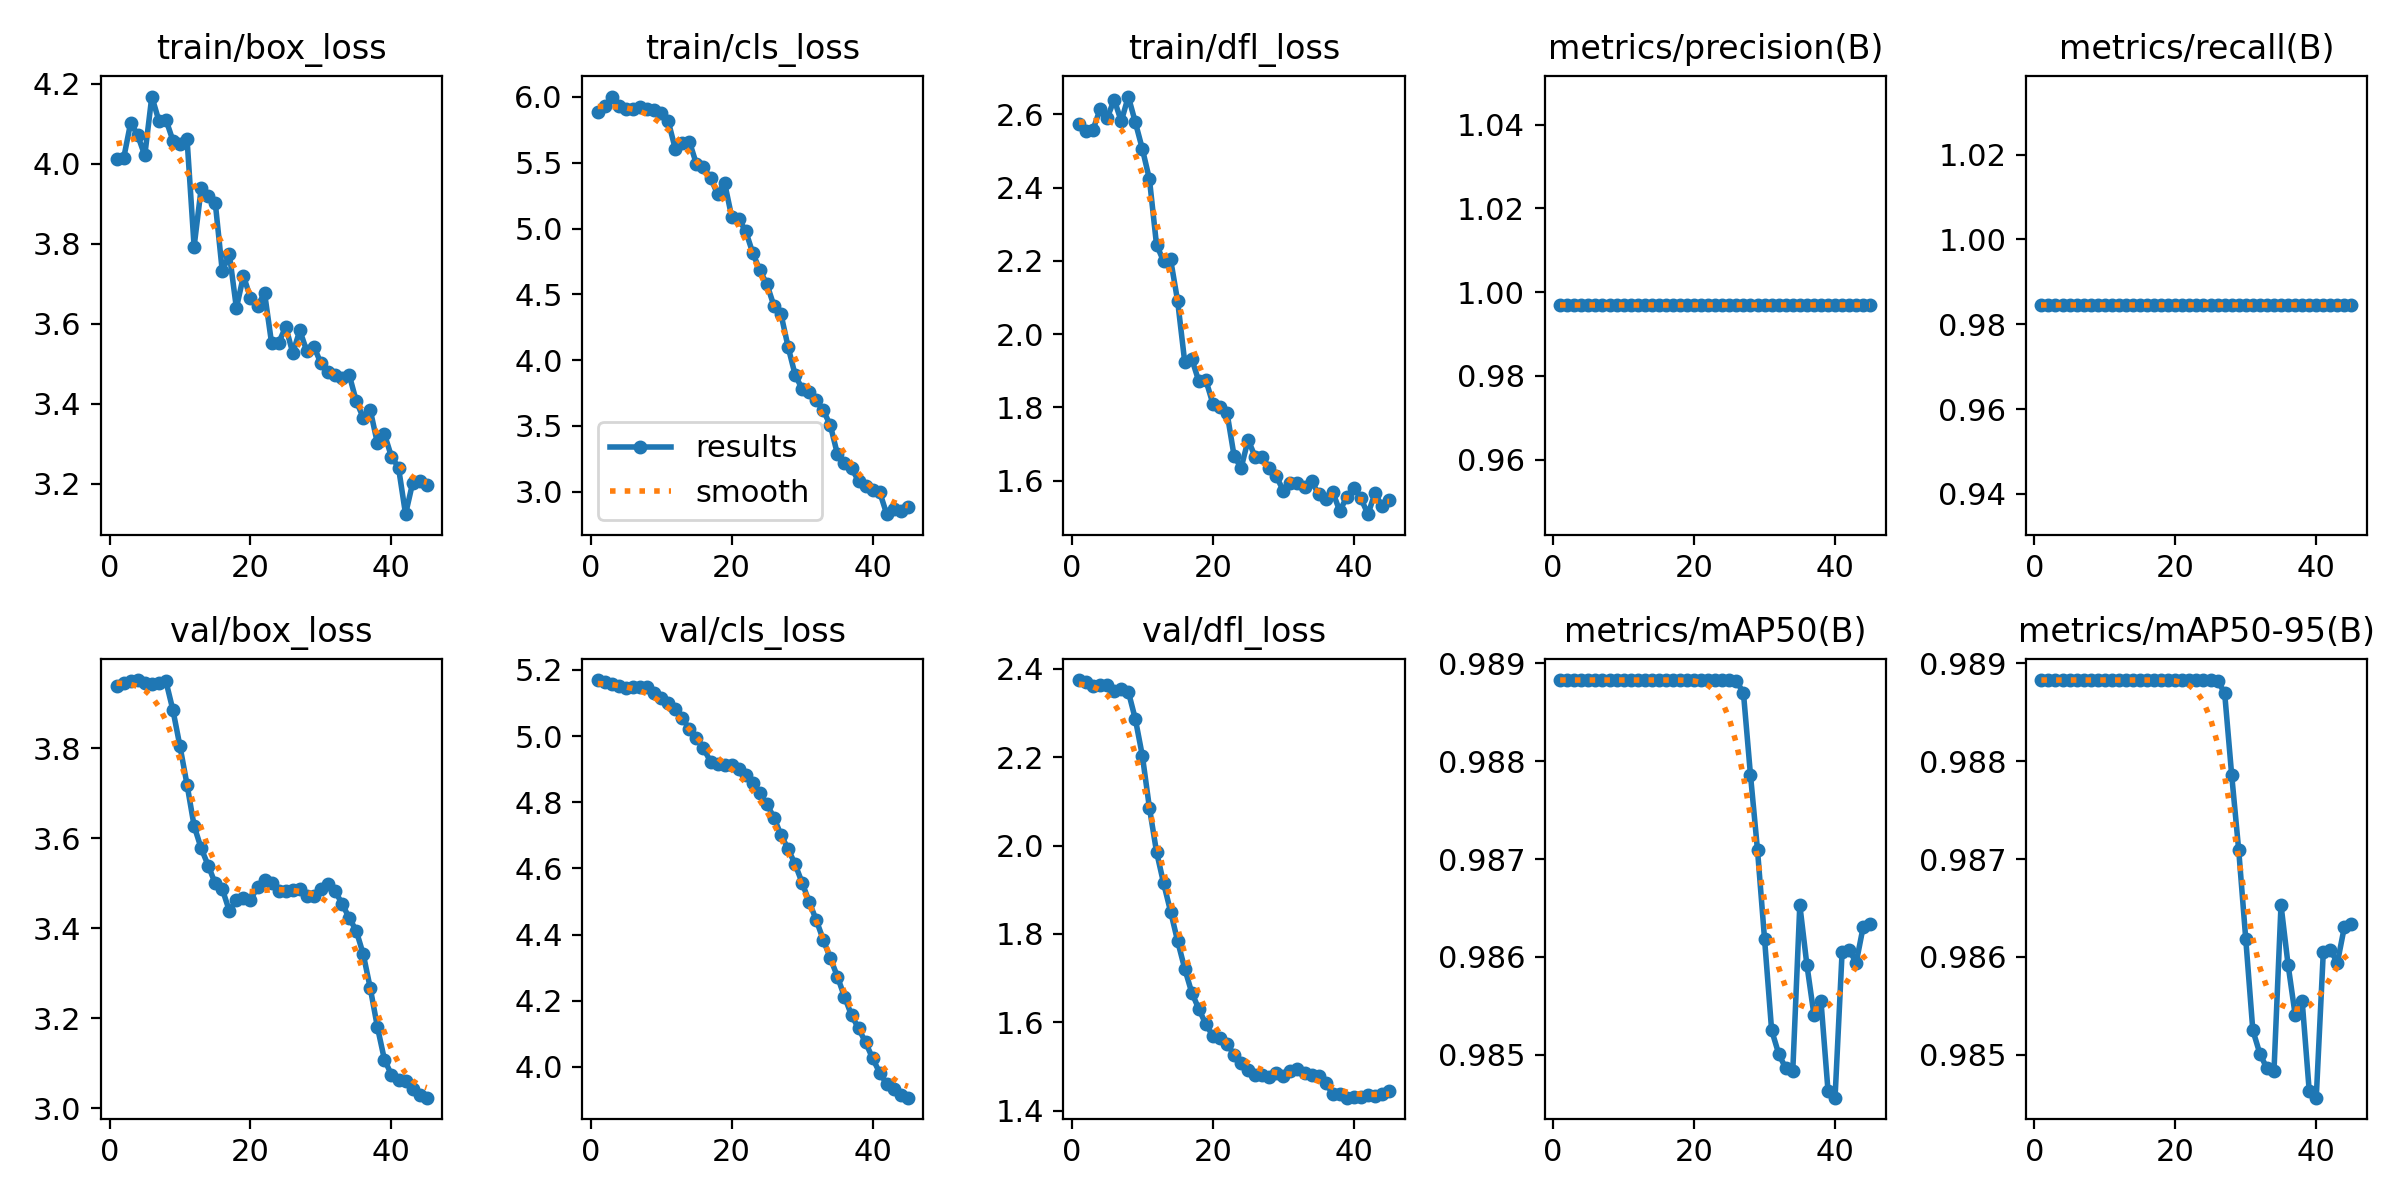 train/box_loss
train/cls_loss
train/dfl_loss
metrics/precision(B)
metrics/recall(B)
4.2
4.0
3.8
3.6
3.4
3.2
0 20 40
6.0
5.5
5.0
4.5
4.0
3.5
3.0
results
smooth
0 20 40
2.6
2.4
2.2
2.0
1.8
1.6
0 20 40
1.04
1.02
1.00
0.98
0.96
0 20 40
1.02
1.00
0.98
0.96
0.94
0 20 40
val/box_loss
val/cls_loss
val/dfl_loss
metrics/mAP50(B)
metrics/mAP50-95(B)
3.8
3.6
3.4
3.2
3.0
0 20 40
5.2
5.0
4.8
4.6
4.4
4.2
4.0
0 20 40
2.4
2.2
2.0
1.8
1.6
1.4
0 20 40
0.989
0.988
0.987
0.986
0.985
0 20 40
0.989
0.988
0.987
0.986
0.985
0 20 40